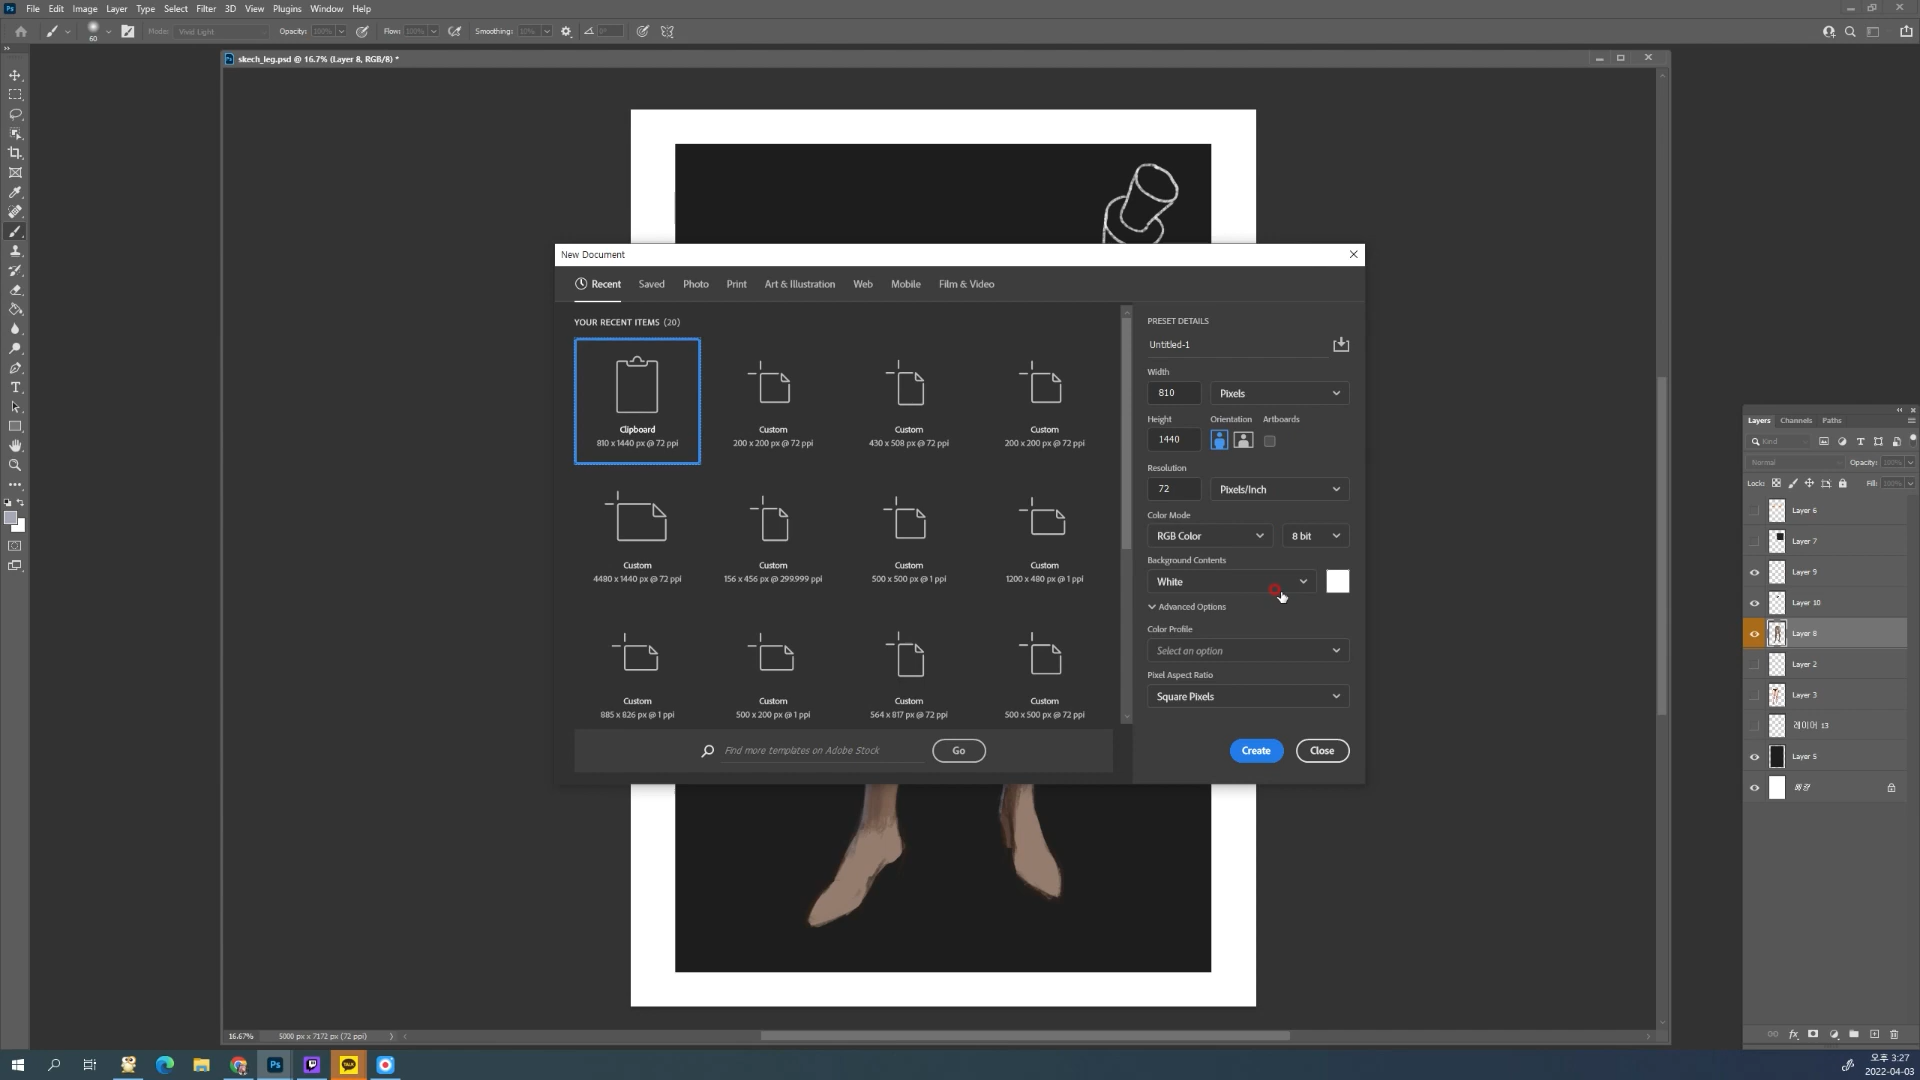 Ps File Edit Image Layer Type Select Filter 3D View Plugins Window Help
60 Mode: Vivid Light Opacity: 100% Flow: 100% Smoothing: 10% 0°
skech_leg.psd @ 16.7% (Layer 8, RGB/8) *
New Document
Recent Saved Photo Print Art & Illustration Web Mobile Film & Video
YOUR RECENT ITEMS (20)
Clipboard
810 x 1440 px @ 72 ppi
Custom
200 x 200 px @ 72 ppi
Custom
430 x 508 px @ 72 ppi
Custom
200 x 200 px @ 72 ppi
Custom
4480 x 1440 px @ 72 ppi
Custom
156 x 456 px @ 299.999 ppi
Custom
500 x 500 px @ 1 ppi
Custom
1200 x 480 px @ 1 ppi
Custom
885 x 826 px @ 1 ppi
Custom
500 x 200 px @ 1 ppi
Custom
564 x 817 px @ 72 ppi
Custom
500 x 500 px @ 72 ppi
Find more templates on Adobe Stock
Go
PRESET DETAILS
Untitled-1
Width
810 Pixels
Height Orientation Artboards
1440
Resolution
72 Pixels/Inch
Color Mode
RGB Color 8 bit
Background Contents
White
Advanced Options
Color Profile
Select an option
Pixel Aspect Ratio
Square Pixels
Create Close
Layers Channels Paths
Kind
Normal Opacity: 100%
Lock: Fill: 100%
Layer 6
Layer 7
Layer 9
Layer 10
Layer 8
Layer 2
Layer 3
레이어 13
Layer 5
배경
16.67% 5000 px x 7172 px (72 ppi)
Ps TALK
오후 3:27
2022-04-03